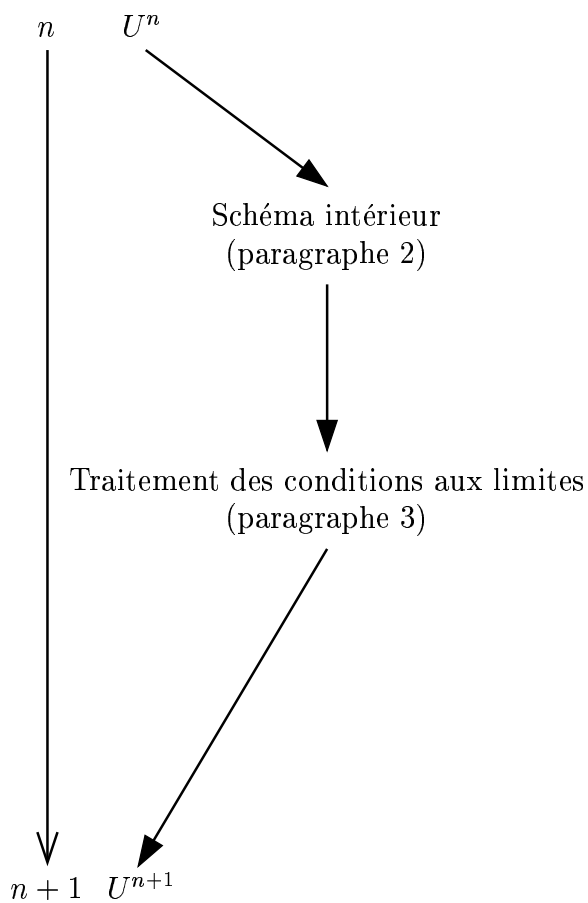 n U^n
Schéma intérieur
(paragraphe 2)
Traitement des conditions aux limites
(paragraphe 3)
n + 1 U^{n+1}